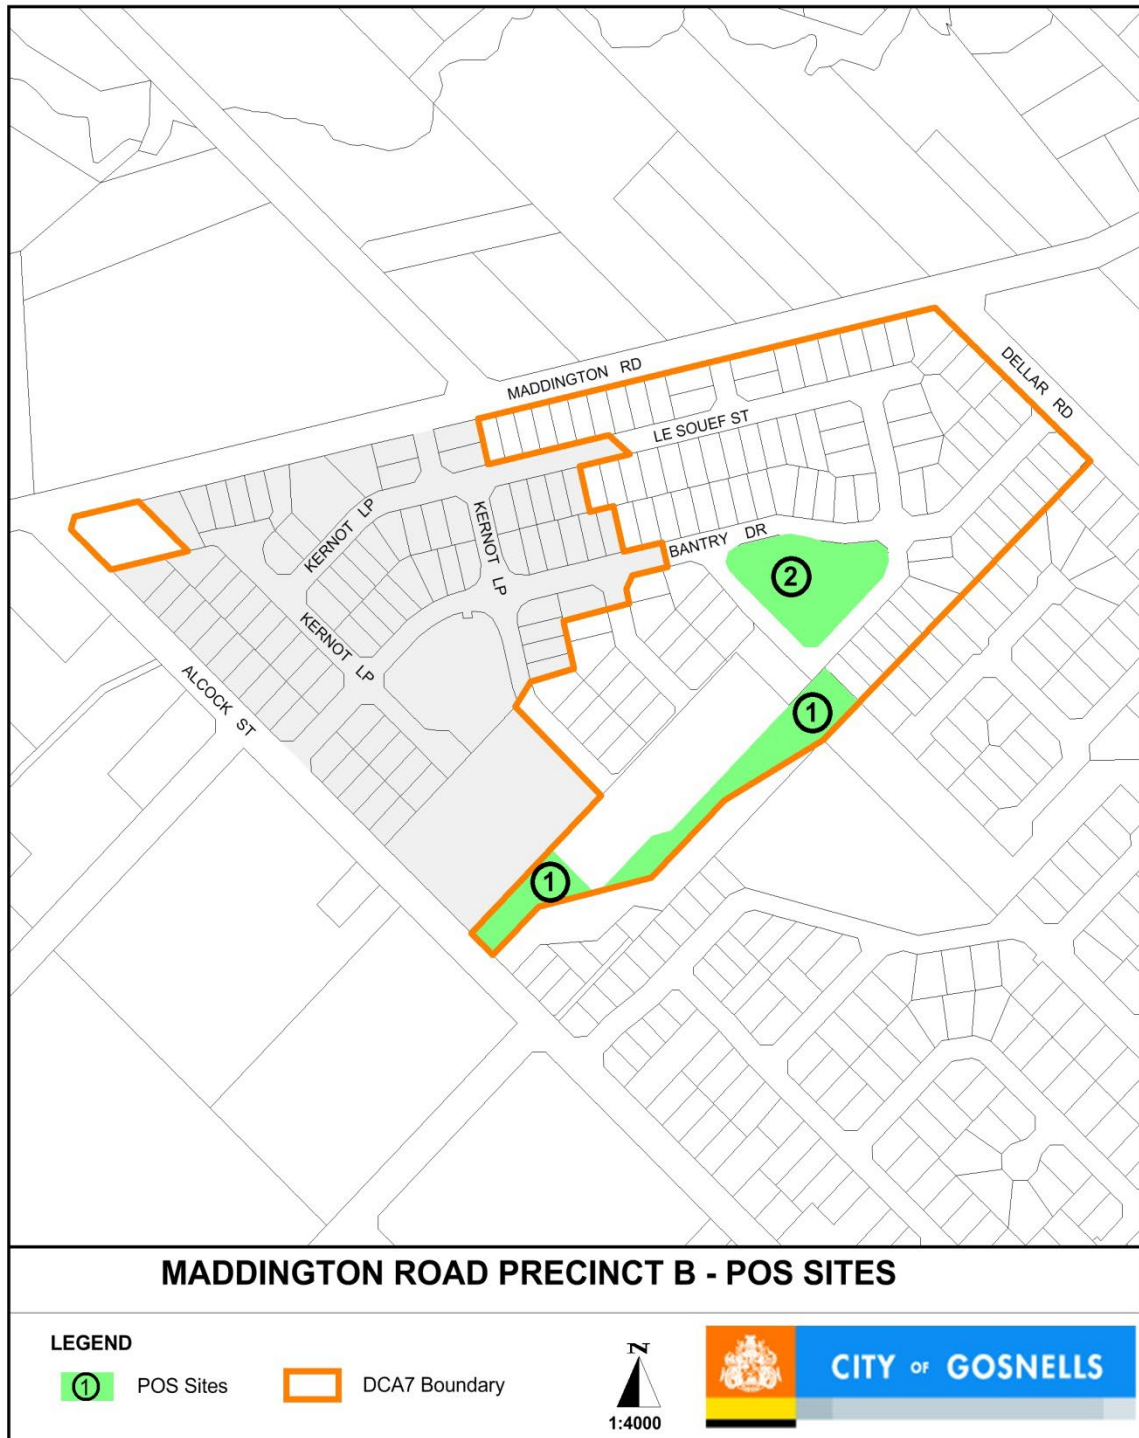 MADDINGTON RD
DELLAR RD
LE SOUEF ST
KERNOT LP
KERNOT LP
BANTRY DR
2
KERNOT LP
ALCOCK ST
1
1
MADDINGTON ROAD PRECINCT B - POS SITES
LEGEND
1 POS Sites
DCA7 Boundary
N
1:4000
CITY OF GOSNELLS